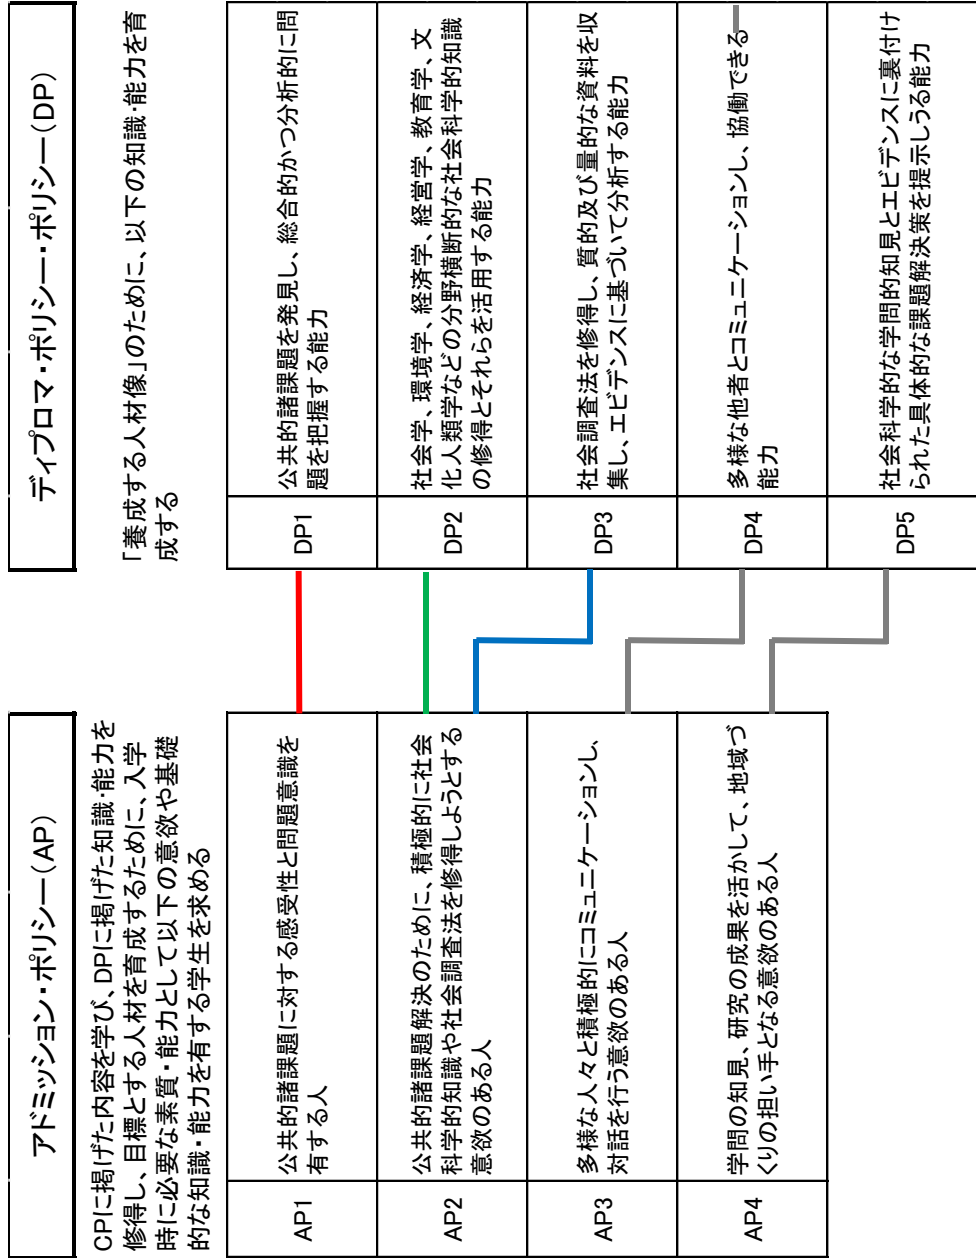 アドミッション・ポリシー(AP)
CPに掲げた内容を学び、DPに掲げた知識・能力を
修得し、目標とする人材を育成するために、入学
時に必要な素質・能力として以下の意欲や基礎
的な知識・能力を有する学生を求める
AP1
公共的諸課題に対する感受性と問題意識を
有する人
AP2
公共的諸課題解決のために、積極的に社会
科学的知識や社会調査法を修得しようとする
意欲のある人
AP3
多様な人々と積極的にコミュニケーションし、
対話を行う意欲のある人
AP4
学問の知見、研究の成果を活かして、地域づ
くりの担い手となる意欲のある人
ディプロマ・ポリシー(DP)
「養成する人材像」のために、以下の知識・能力を育
成する
DP1
公共的諸課題を発見し、総合的かつ分析的に問
題を把握する能力
DP2
社会学、環境学、経済学、経営学、教育学、文
化人類学などの分野横断的な社会科学的知識
の修得とそれらを活用する能力
DP3
社会調査法を修得し、質的及び量的な資料を収
集し、エビデンスに基づいて分析する能力
DP4
多様な他者とコミュニケーションし、協働できる
能力
DP5
社会科学的な学問的知見とエビデンスに裏付け
られた具体的な課題解決策を提示しうる能力